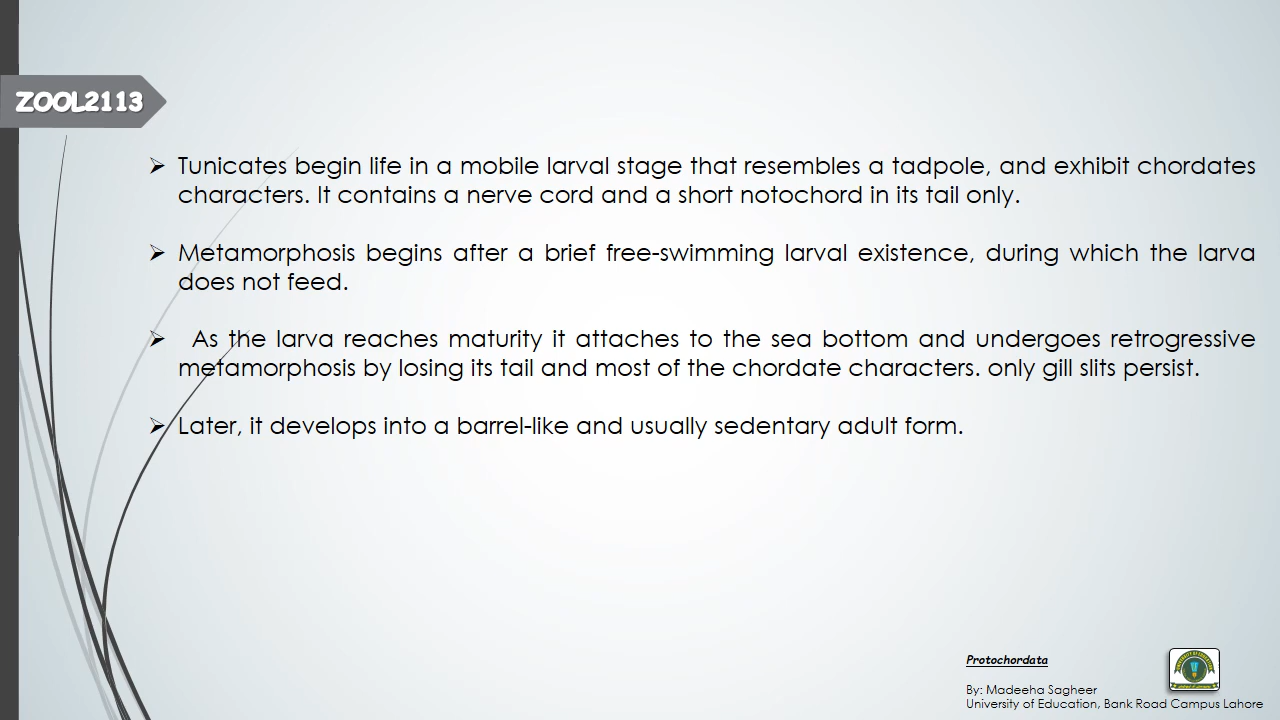 ZOOL2113
➢ Tunicates begin life in a mobile larval stage that resembles a tadpole, and exhibit chordates
characters. It contains a nerve cord and a short notochord in its tail only.
➢ Metamorphosis begins after a brief free-swimming larval existence, during which the larva
does not feed.
➢ As the larva reaches maturity it attaches to the sea bottom and undergoes retrogressive
metamorphosis by losing its tail and most of the chordate characters. only gill slits persist.
➢ Later, it develops into a barrel-like and usually sedentary adult form.
Protochordata
By: Madeeha Sagheer
University of Education, Bank Road Campus Lahore